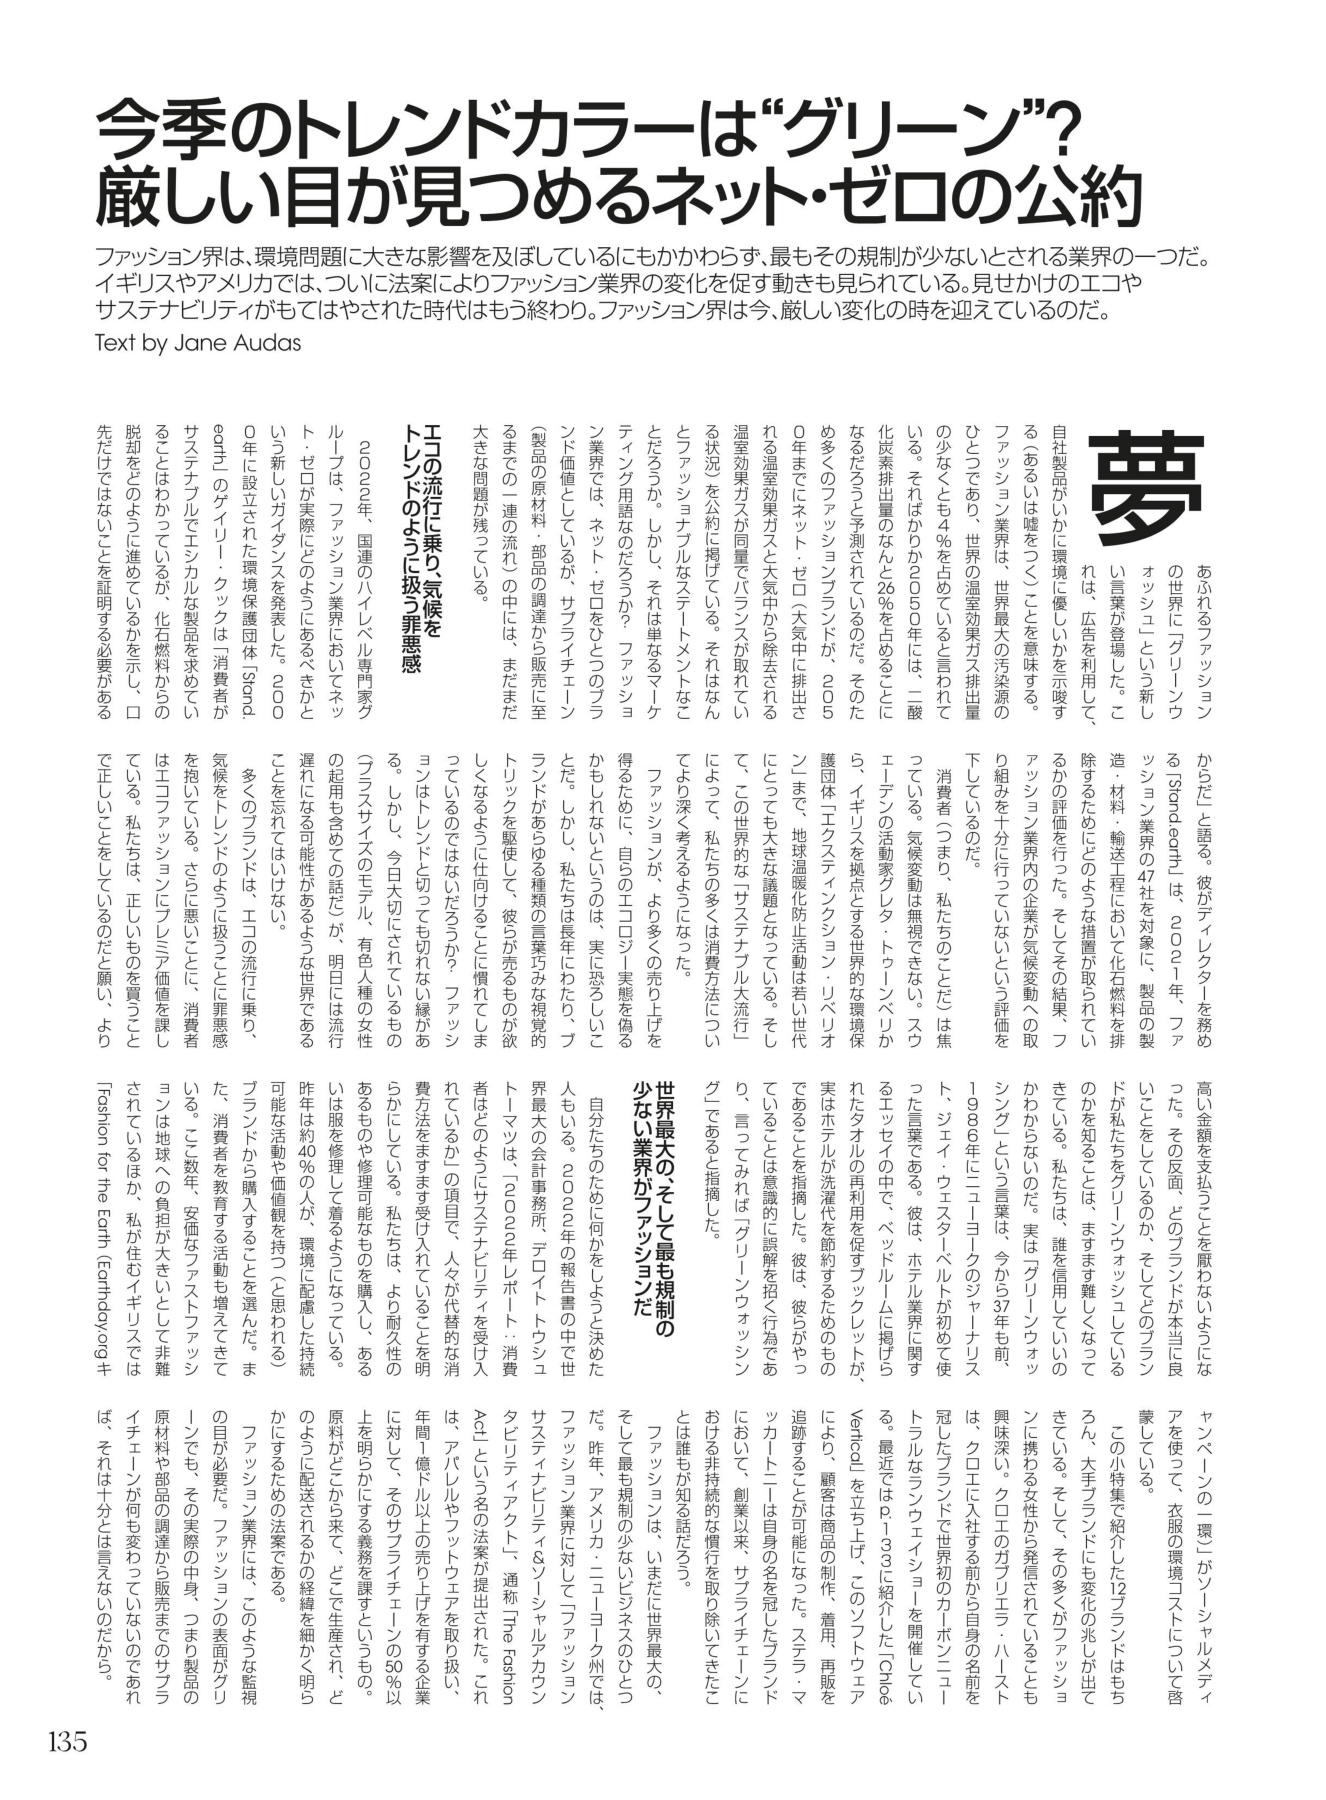 今季のトレンドカラーは“グリーン”?
厳しい目が見つめるネット・ゼロの公約
ファッション界は、環境問題に大きな影響を及ぼしているにもかかわらず、最もその規制が少ないとされる業界の一つだ。
イギリスやアメリカでは、ついに法案によりファッション業界の変化を促す動きも見られている。見せかけのエコや
サステナビリティがもてはやされた時代はもう終わり。ファッション界は今、厳しい変化の時を迎えているのだ。
Text by Jane Audas
夢
あふれるファッション
の世界に「グリーンウ
ォッシュ」という新し
い言葉が登場した。こ
れは、広告を利用して、
自社製品がいかに環境に優しいかを示唆す
る（あるいは嘘をつく）ことを意味する。
ファッション業界は、世界最大の汚染源の
ひとつであり、世界の温室効果ガス排出量
の少なくとも4％を占めていると言われて
いる。そればかりか2050年には、二酸
化炭素排出量のなんと26％を占めることに
なるだろうと予測されているのだ。そのた
め多くのファッションブランドが、205
0年までにネット・ゼロ（大気中に排出さ
れる温室効果ガスと大気中から除去される
温室効果ガスが同量でバランスが取れてい
る状況）を公約に掲げている。それはなん
とファッショナブルなステートメントなこ
とだろうか。しかし、それは単なるマーケ
ティング用語なのだろうか？ ファッショ
ン業界では、ネット・ゼロをひとつのブラ
ンド価値としているが、サプライチェーン
（製品の原材料・部品の調達から販売に至
るまでの一連の流れ）の中には、まだまだ
大きな問題が残っている。
エコの流行に乗り、気候を
トレンドのように扱う罪悪感
2022年、国連のハイレベル専門家グ
ループは、ファッション業界においてネッ
ト・ゼロが実際にどのようにあるべきかと
いう新しいガイダンスを発表した。200
0年に設立された環境保護団体「Stand.
earth」のゲイリー・クックは「消費者が
サステナブルでエシカルな製品を求めてい
ることはわかっているが、化石燃料からの
脱却をどのように進めているかを示し、口
先だけではないことを証明する必要がある
からだ」と語る。彼がディレクターを務め
る「Stand.earth」は、2021年、ファ
ッション業界の47社を対象に、製品の製
造・材料・輸送工程において化石燃料を排
除するためにどのような措置が取られてい
るかの評価を行った。そしてその結果、フ
ァッション業界内の企業が気候変動への取
り組みを十分に行っていないという評価を
下しているのだ。
消費者（つまり、私たちのことだ）は焦
っている。気候変動は無視できない。スウ
ェーデンの活動家グレタ・トゥーンベリか
ら、イギリスを拠点とする世界的な環境保
護団体「エクスティンクション・リベリオ
ン」まで、地球温暖化防止活動は若い世代
にとっても大きな議題となっている。そし
て、この世界的な「サステナブル大流行」
によって、私たちの多くは消費方法につい
てより深く考えるようになった。
ファッションが、より多くの売り上げを
得るために、自らのエコロジー実態を偽る
かもしれないというのは、実に恐ろしいこ
とだ。しかし、私たちは長年にわたり、ブ
ランドがあらゆる種類の言葉巧みな視覚的
トリックを駆使して、彼らが売るものが欲
しくなるように仕向けることに慣れてしま
っているのではないだろうか？ ファッシ
ョンはトレンドと切っても切れない縁があ
る。しかし、今日大切にされているもの
（プラスサイズのモデル、有色人種の女性
の起用も含めての話だ）が、明日には流行
遅れになる可能性があるような世界である
ことを忘れてはいけない。
多くのブランドは、エコの流行に乗り、
気候をトレンドのように扱うことに罪悪感
を抱いている。さらに悪いことに、消費者
はエコファッションにプレミア価値を課し
ている。私たちは、正しいものを買うこと
で正しいことをしているのだと願い、より
高い金額を支払うことを厭わないようにな
った。その反面、どのブランドが本当に良
いことをしているのか、そしてどのブラン
ドが私たちをグリーンウォッシュしている
のかを知ることは、ますます難しくなって
きている。私たちは、誰を信用していいの
かわからないのだ。実は「グリーンウォッ
シング」という言葉は、今から37年も前、
1986年にニューヨークのジャーナリス
ト、ジェイ・ウェスターベルトが初めて使
った言葉である。彼は、ホテル業界に関す
るエッセイの中で、ベッドルームに掲げら
れたタオルの再利用を促すブックレットが、
実はホテルが洗濯代を節約するためのもの
であることを指摘した。彼は、彼らがやっ
ていることは意識的に誤解を招く行為であ
り、言ってみれば「グリーンウォッシン
グ」であると指摘した。
世界最大の、そして最も規制の
少ない業界がファッションだ
自分たちのために何かをしようと決めた
人もいる。2022年の報告書の中で世
界最大の会計事務所、デロイト トウシュ
トーマツは、「2022年レポート：消費
者はどのようにサステナビリティを受け入
れているか」の項目で、人々が代替的な消
費方法をますます受け入れていることを明
らかにしている。私たちは、より耐久性の
あるものや修理可能なものを購入し、ある
いは服を修理して着るようになっている。
昨年は約40％の人が、環境に配慮した持続
可能な活動や価値観を持つ（と思われる）
ブランドから購入することを選んだ。ま
た、消費者を教育する活動も増えてきて
いる。ここ数年、安価なファストファッシ
ョンは地球への負担が大きいとして非難
されているほか、私が住むイギリスでは
「Fashion for the Earth（Earthday.orgキ
ャンペーンの一環）」がソーシャルメディ
アを使って、衣服の環境コストについて啓
蒙している。
この小特集で紹介した12ブランドはもち
ろん、大手ブランドにも変化の兆しが出て
きている。そして、その多くがファッショ
ンに携わる女性から発信されていることも
興味深い。クロエのガブリエラ・ハースト
は、クロエに入社する前から自身の名前を
冠したブランドで世界初のカーボンニュー
トラルなランウェイショーを開催してい
る。最近ではp.133に紹介した「Chloé
Vertical」を立ち上げ、このソフトウェア
により、顧客は商品の制作、着用、再販を
追跡することが可能になった。ステラ・マ
ッカートニーは自身の名を冠したブランド
において、創業以来、サプライチェーンに
おける非持続的な慣行を取り除いてきたこ
とは誰もが知る話だろう。
ファッションは、いまだに世界最大の、
そして最も規制の少ないビジネスのひとつ
だ。昨年、アメリカ・ニューヨーク州では、
ファッション業界に対して「ファッション
サスティナビリティ＆ソーシャルアカウン
タビリティアクト」、通称「The Fashion
Act」という名の法案が提出された。これ
は、アパレルやフットウェアを取り扱い、
年間1億ドル以上の売り上げを有する企業
に対して、そのサプライチェーンの50％以
上を明らかにする義務を課すというもの。
原料がどこから来て、どこで生産され、ど
のように配送されるかの経緯を細かく明ら
かにするための法案である。
ファッション業界には、このような監視
の目が必要だ。ファッションの表面がグリ
ーンでも、その実際の中身、つまり製品の
原材料や部品の調達から販売までのサプラ
イチェーンが何も変わっていないのであれ
ば、それは十分とは言えないのだから。
135